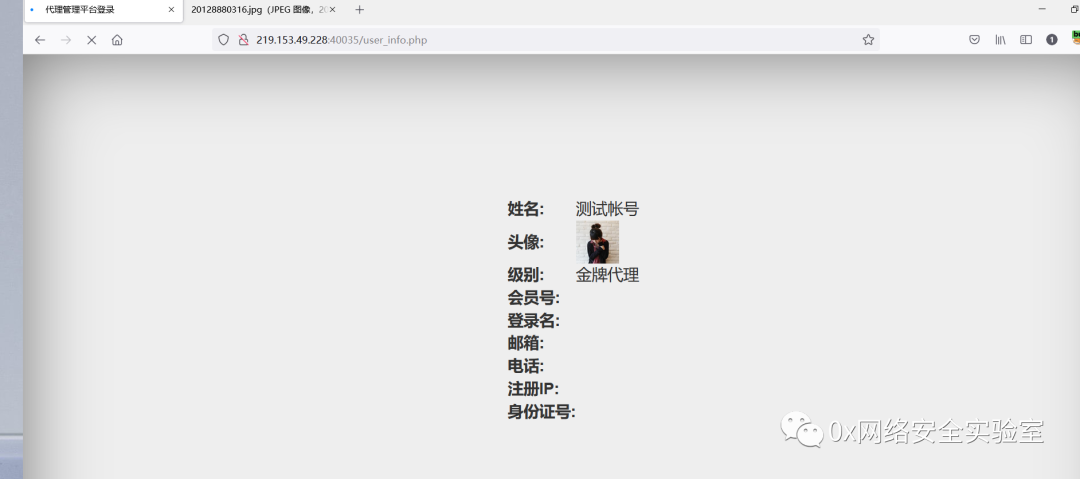 代理管理平台登录
20128880316.jpg（JPEG 图像，
219.153.49.228:40035/user_info.php
1
姓名: 测试帐号
头像:
级别: 金牌代理
会员号:
登录名:
邮箱:
电话:
注册IP:
身份证号:
0x网络安全实验室